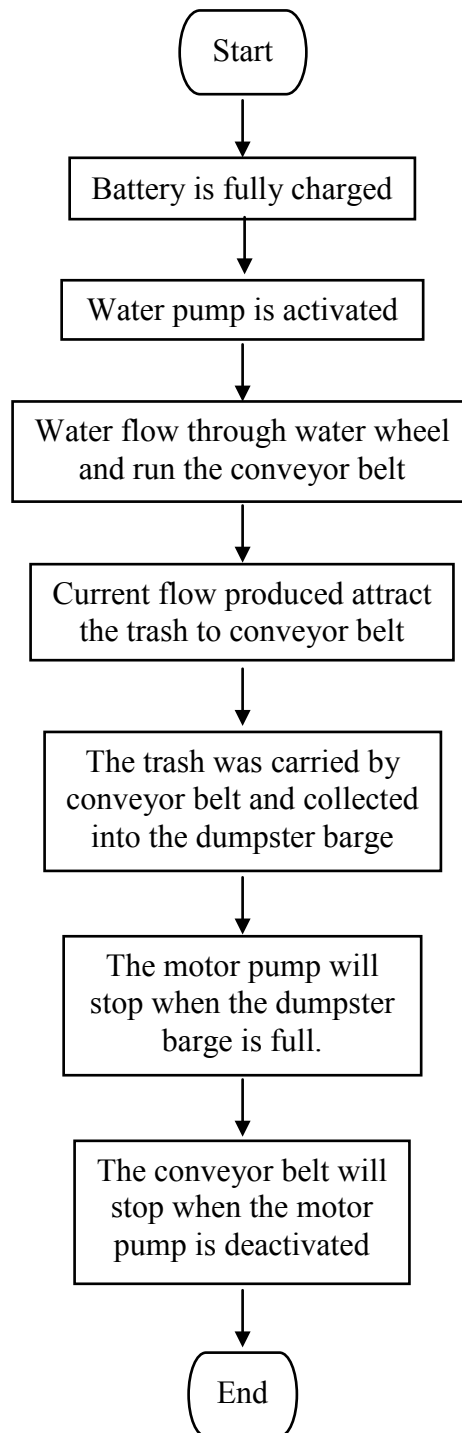 Start
Battery is fully charged
Water pump is activated
Water flow through water wheel
and run the conveyor belt
Current flow produced attract
the trash to conveyor belt
The trash was carried by
conveyor belt and collected
into the dumpster barge
The motor pump will
stop when the dumpster
barge is full.
The conveyor belt will
stop when the motor
pump is deactivated
End